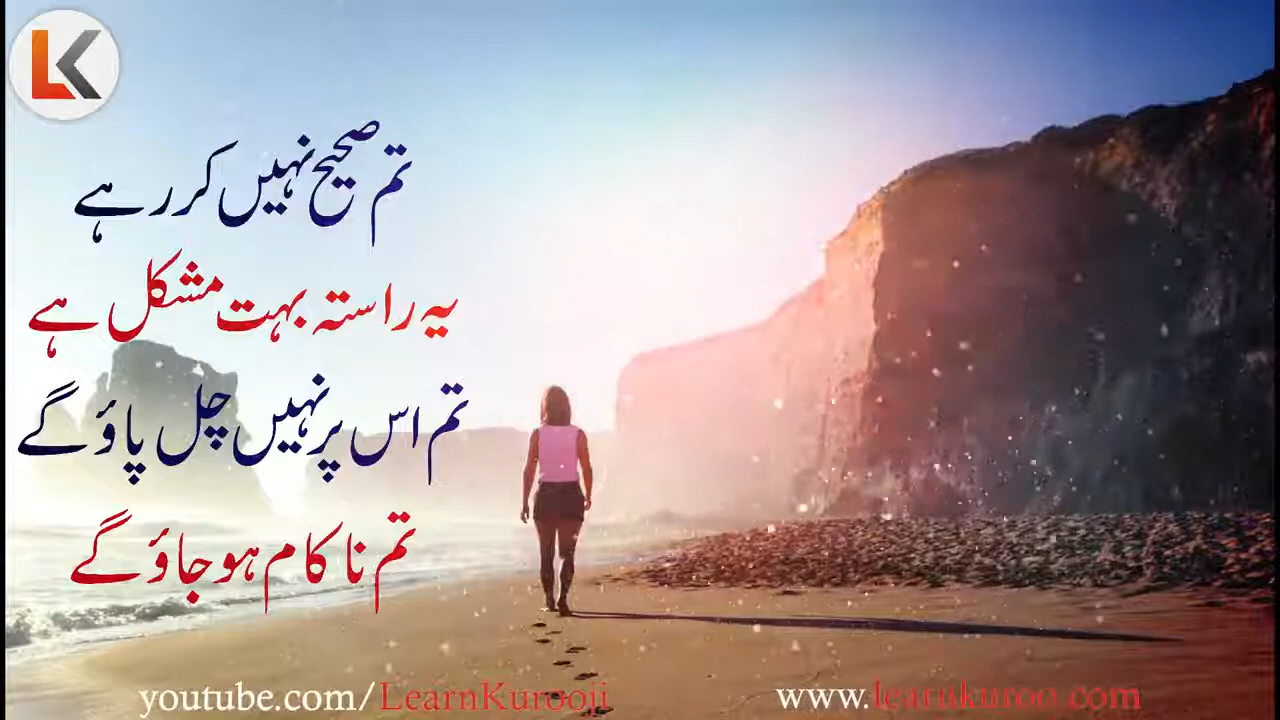 LK
تم صحیح نہیں کر رہے
یہ راستہ بہت مشکل ہے
تم اس پر نہیں چل پاؤ گے
تم ناکام ہو جاؤ گے
youtube.com/LearnKurooji
www.learnkuroo.com